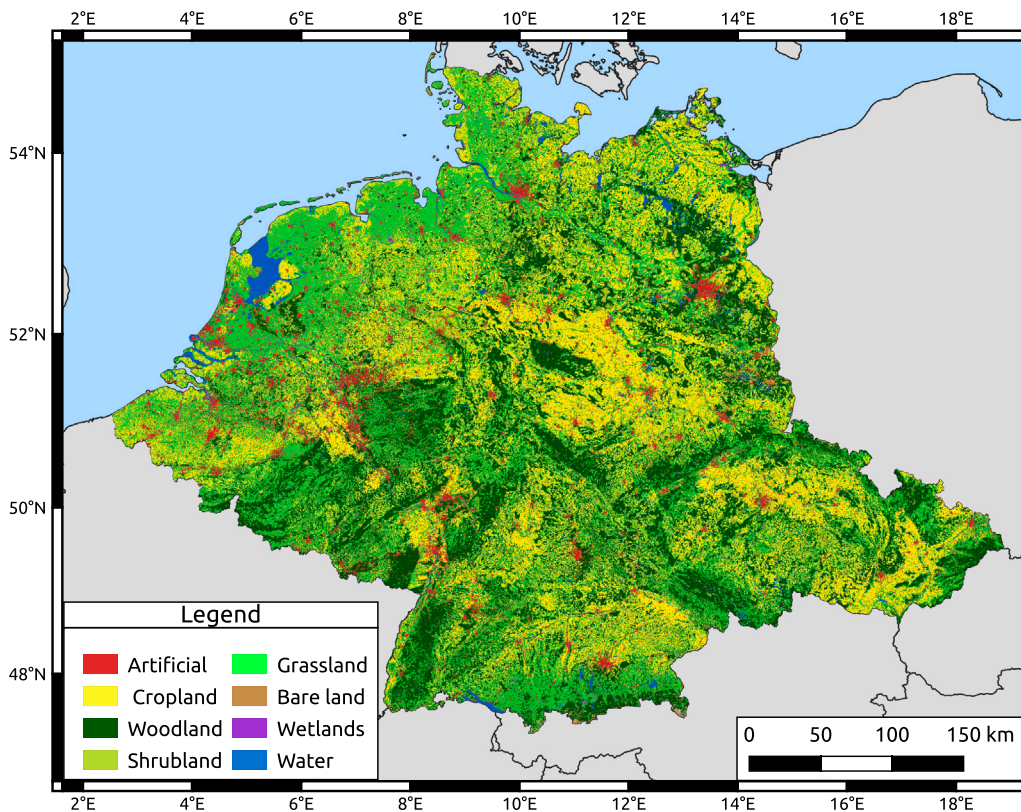 2°E 4°E 6°E 8°E 10°E 12°E 14°E 16°E 18°E
54°N
52°N
50°N
48°N
Legend
Artificial Grassland
Cropland Bare land
Woodland Wetlands
Shrubland Water
0 50 100 150 km
2°E 4°E 6°E 8°E 10°E 12°E 14°E 16°E 18°E